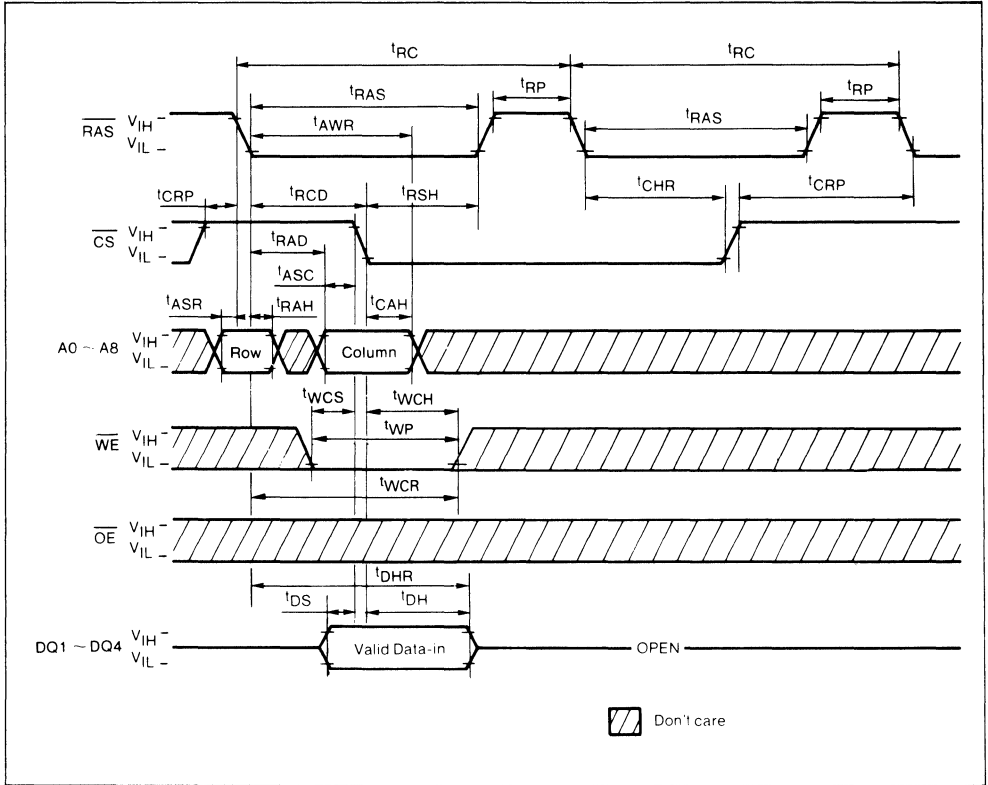 tRC tRC
tRP tRP
tRAS tRAS
tAWR
RAS VIH VIL
tCRP tRCD tRSH tCHR tCRP
CS VIH VIL
tRAD
tASC
tASR tRAH tCAH
A0 ~ A8 VIH VIL Row Column
tWCS tWCH
tWP
WE VIH VIL
tWCR
OE VIH VIL
tDHR
tDS tDH
DQ1 ~ DQ4 VIH VIL Valid Data-in OPEN
Don't care